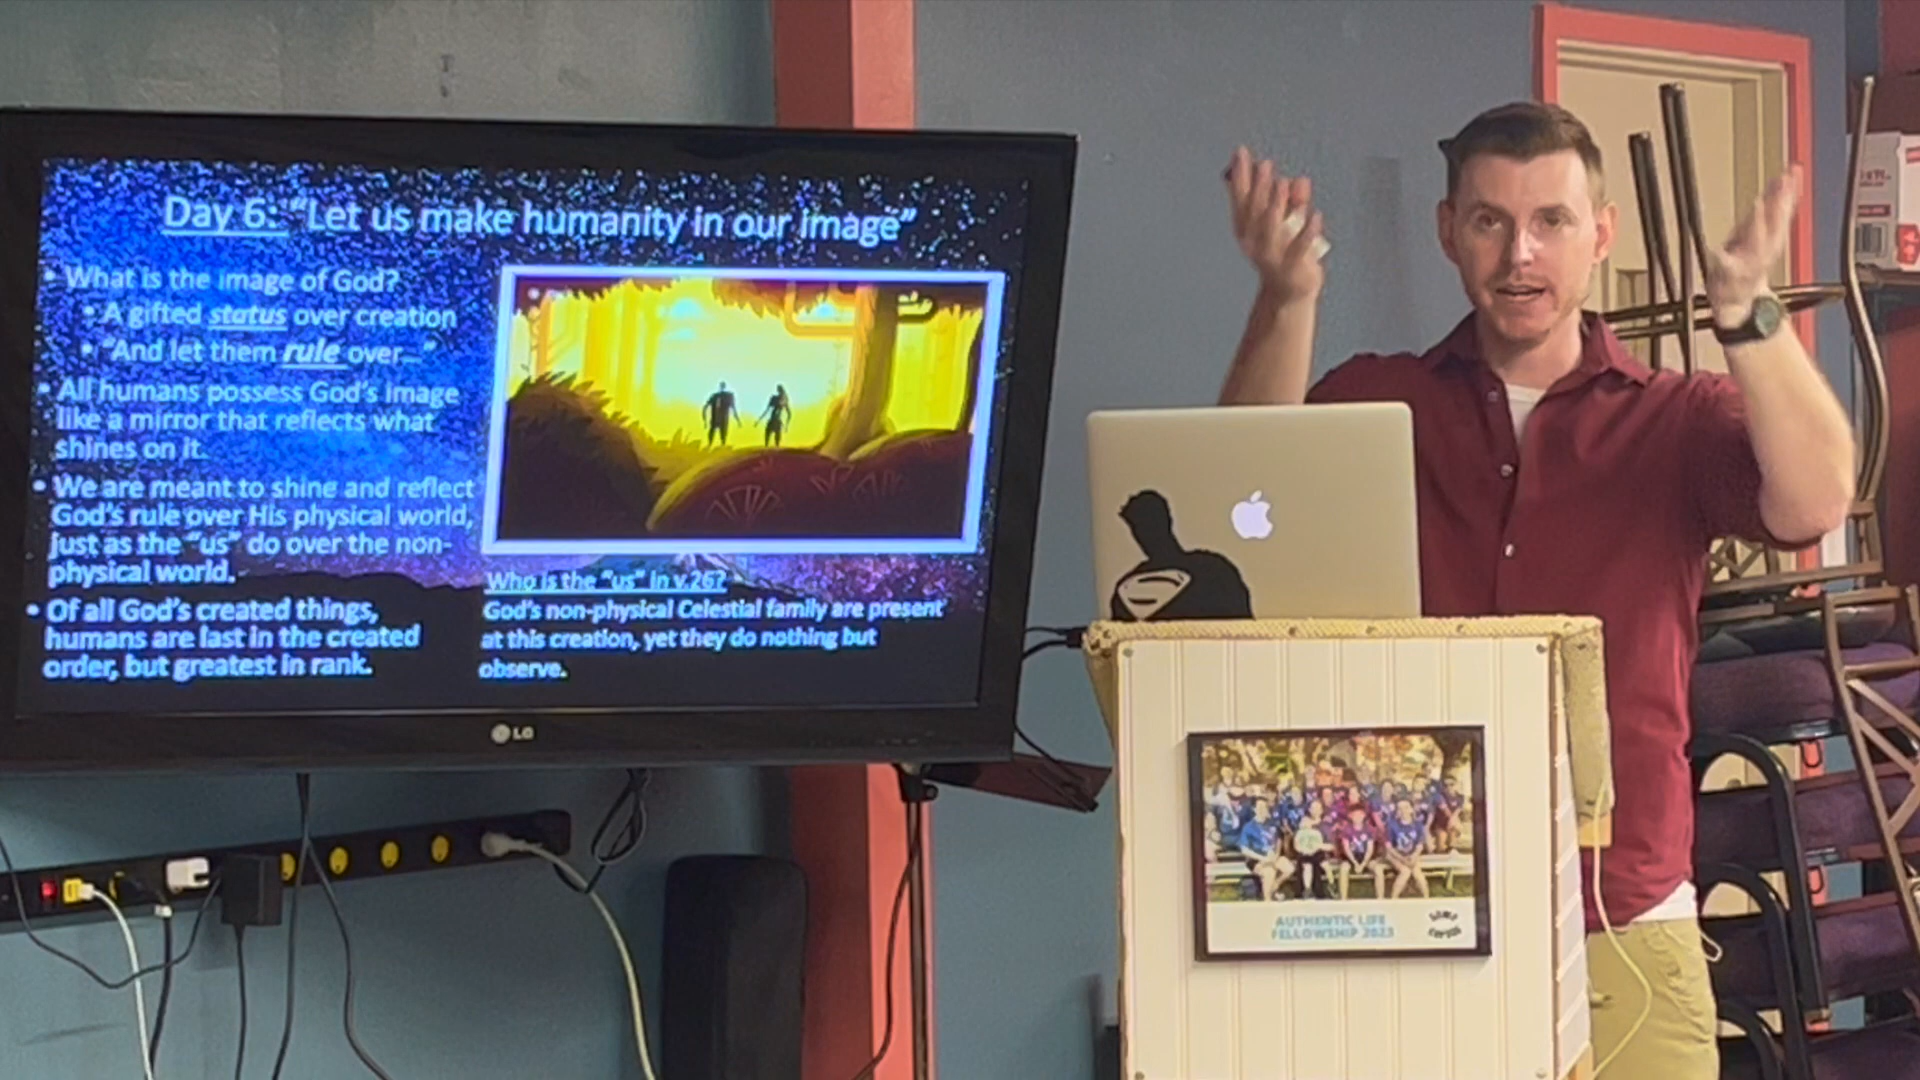 Day 6: "Let us make humanity in our image"
• What is the image of God?
• A gifted status over creation
• "And let them rule over…"
• All humans possess God's image
like a mirror that reflects what
shines on it.
• We are meant to shine and reflect
God's rule over His physical world,
just as the "us" do over the non-
physical world.
• Of all God's created things,
humans are last in the created
order, but greatest in rank.
Who is the "us" in v.26?
God's non-physical Celestial family are present
at this creation, yet they do nothing but
observe.
LG
AUTHENTIC LIFE
FELLOWSHIP 2023